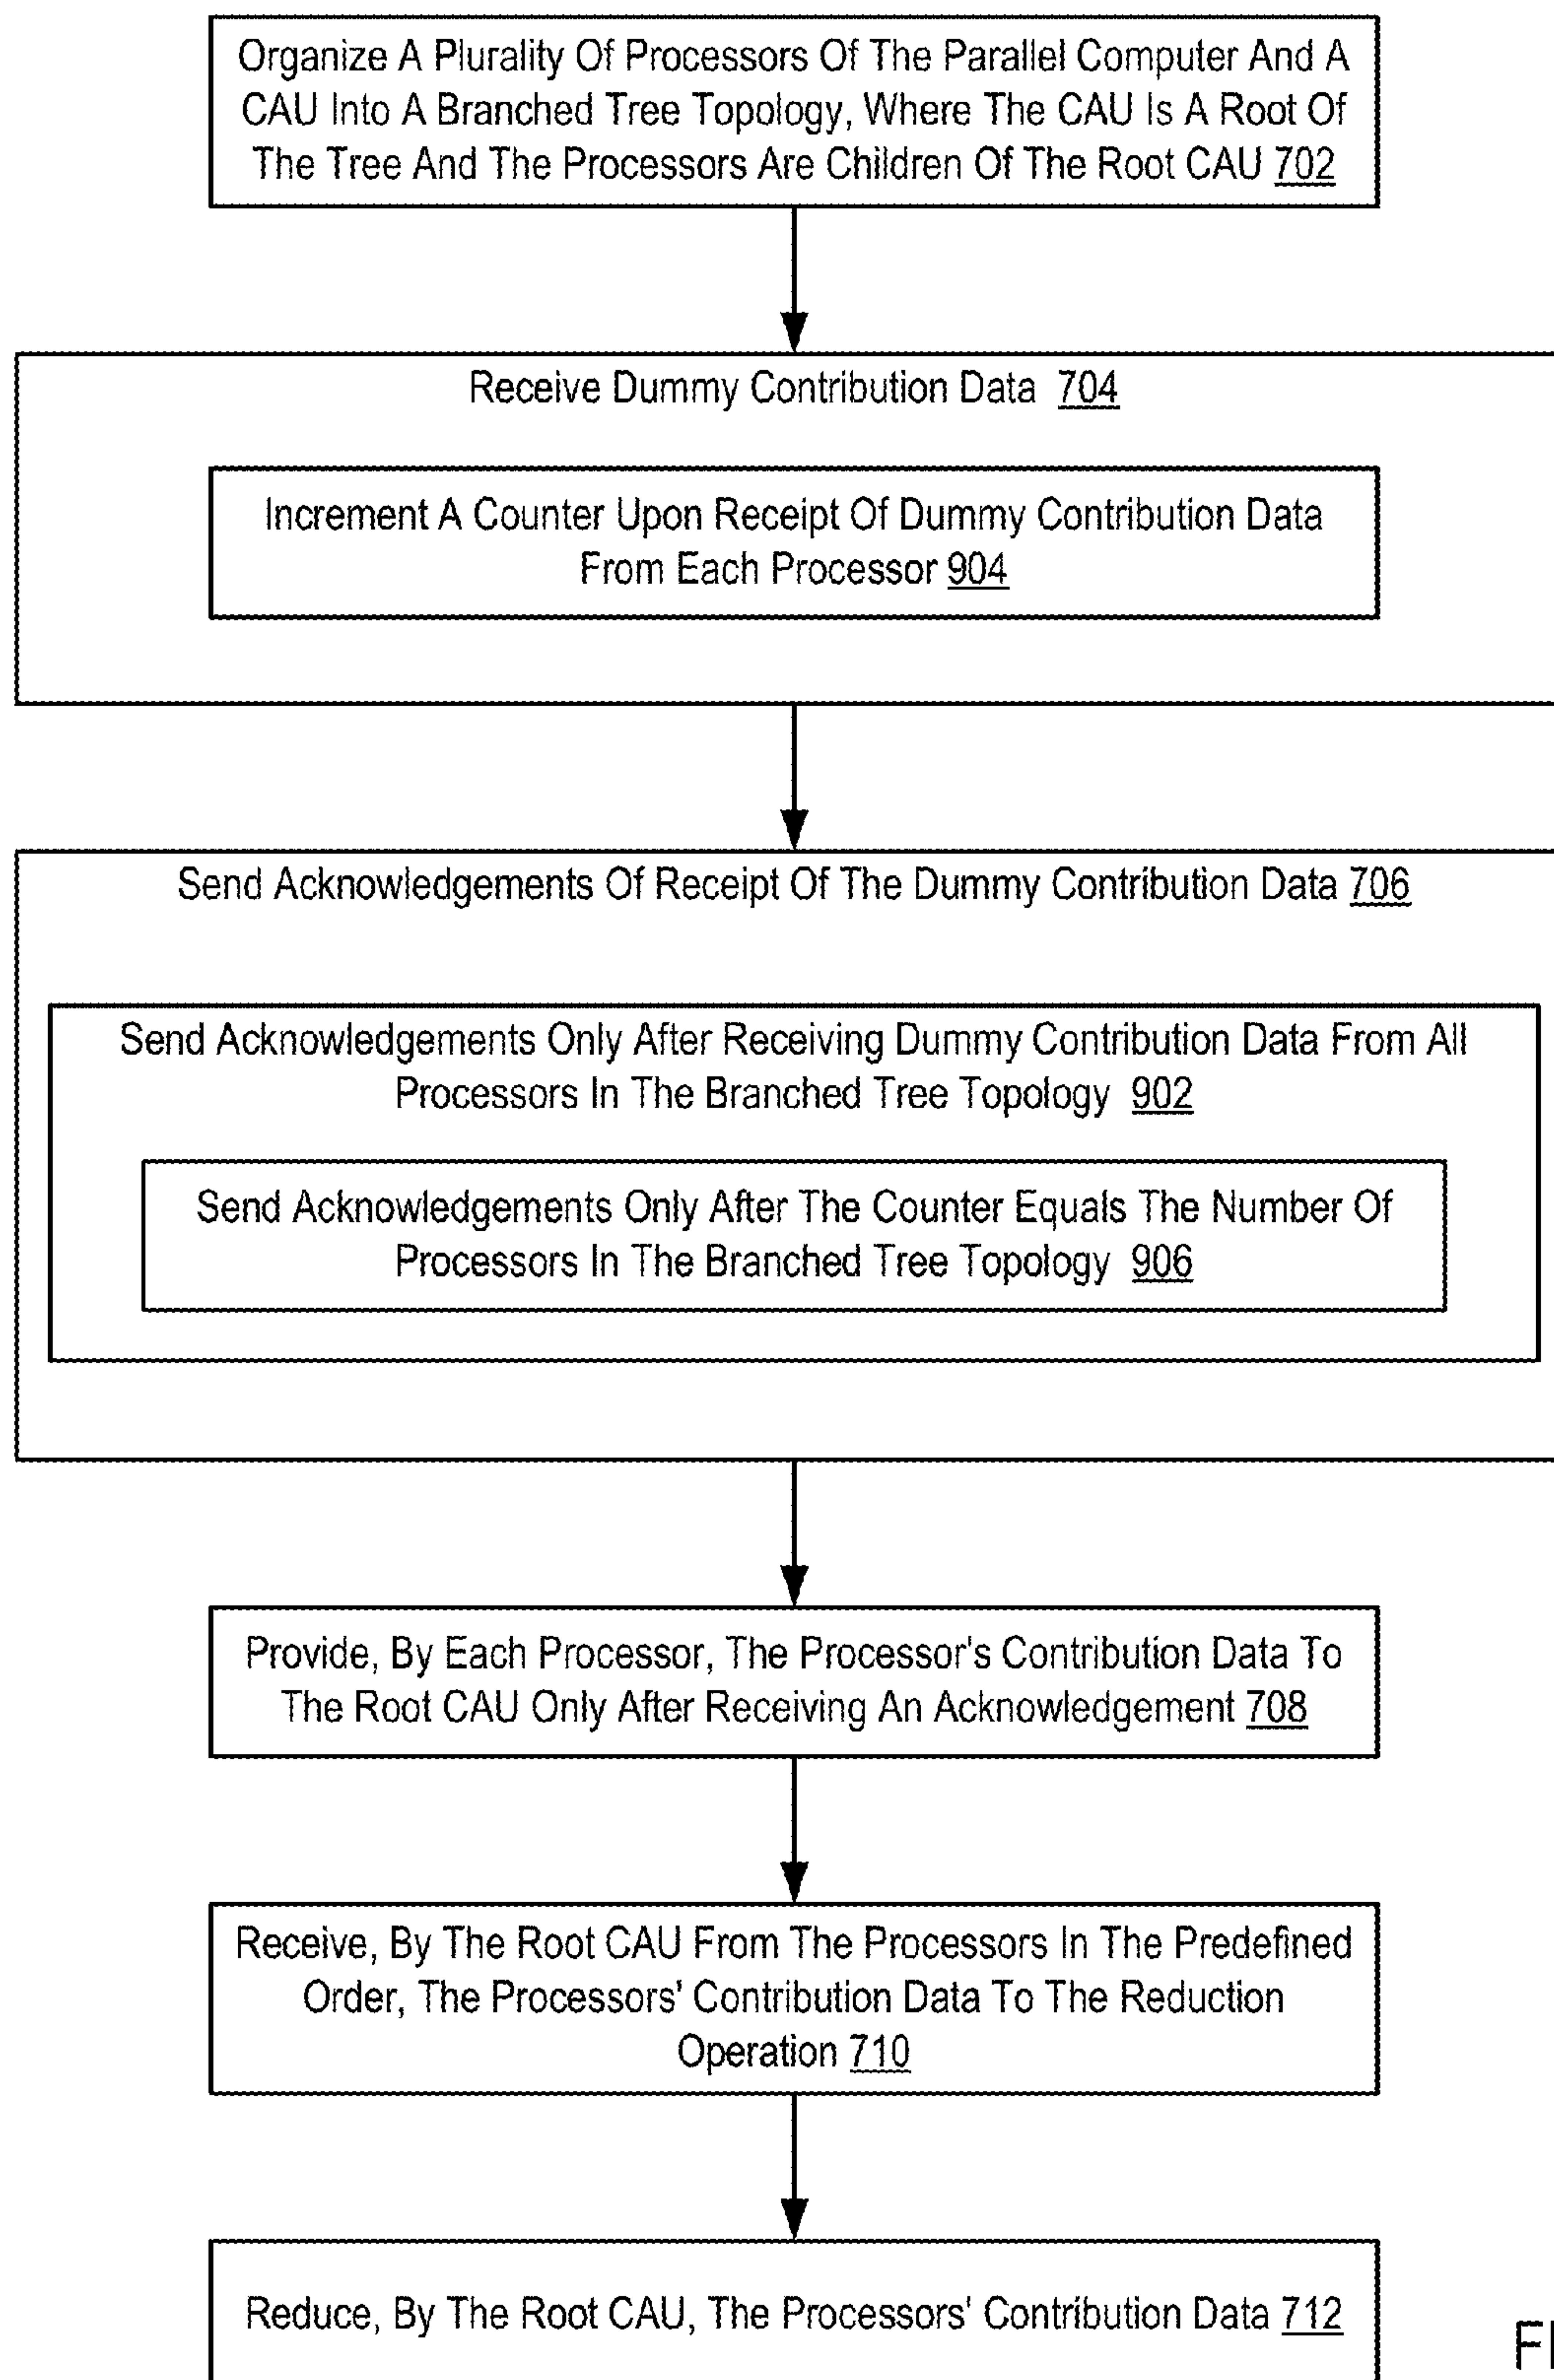 Organize A Plurality Of Processors Of The Parallel Computer And A
CAU Into A Branched Tree Topology, Where The CAU Is A Root Of
The Tree And The Processors Are Children Of The Root CAU 702
Receive Dummy Contribution Data 704
Increment A Counter Upon Receipt Of Dummy Contribution Data
From Each Processor 904
Send Acknowledgements Of Receipt Of The Dummy Contribution Data 706
Send Acknowledgements Only After Receiving Dummy Contribution Data From All
Processors In The Branched Tree Topology 902
Send Acknowledgements Only After The Counter Equals The Number Of
Processors In The Branched Tree Topology 906
Provide, By Each Processor, The Processor's Contribution Data To
The Root CAU Only After Receiving An Acknowledgement 708
Receive, By The Root CAU From The Processors In The Predefined
Order, The Processors' Contribution Data To The Reduction
Operation 710
Reduce, By The Root CAU, The Processors' Contribution Data 712